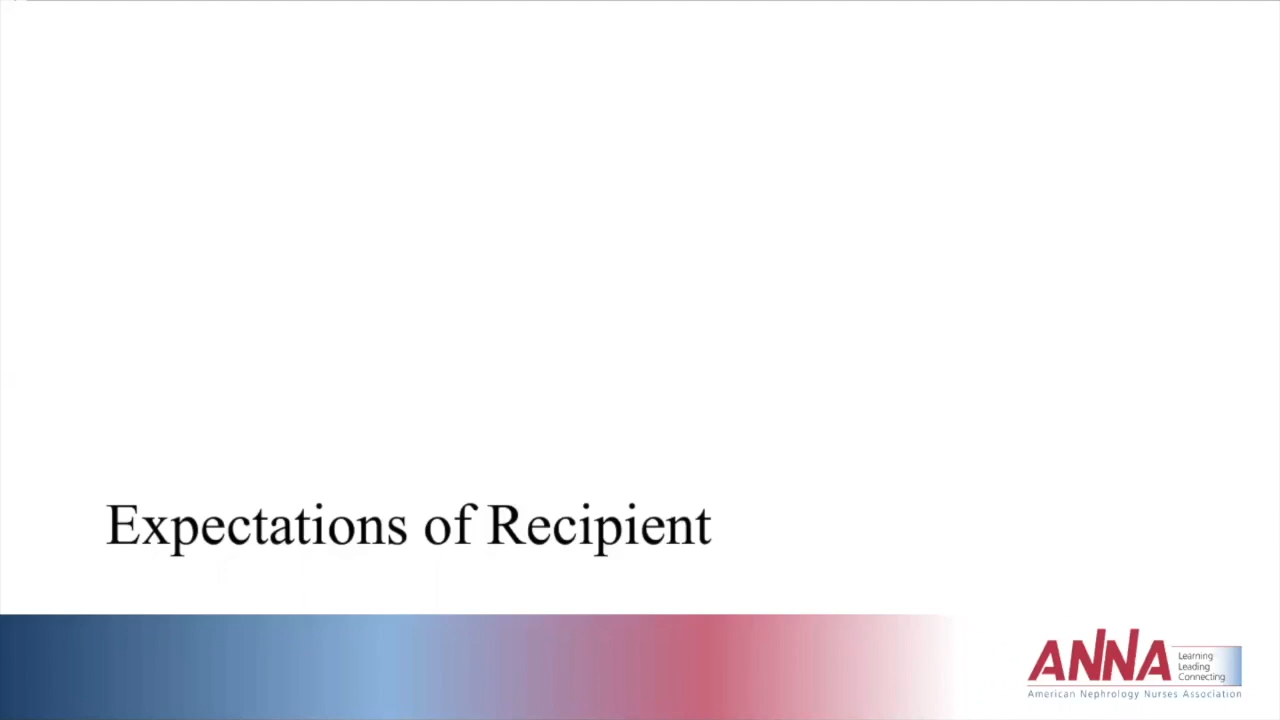 Expectations of Recipient
ANNA
Learning
Leading
Connecting
American Nephrology Nurses Association